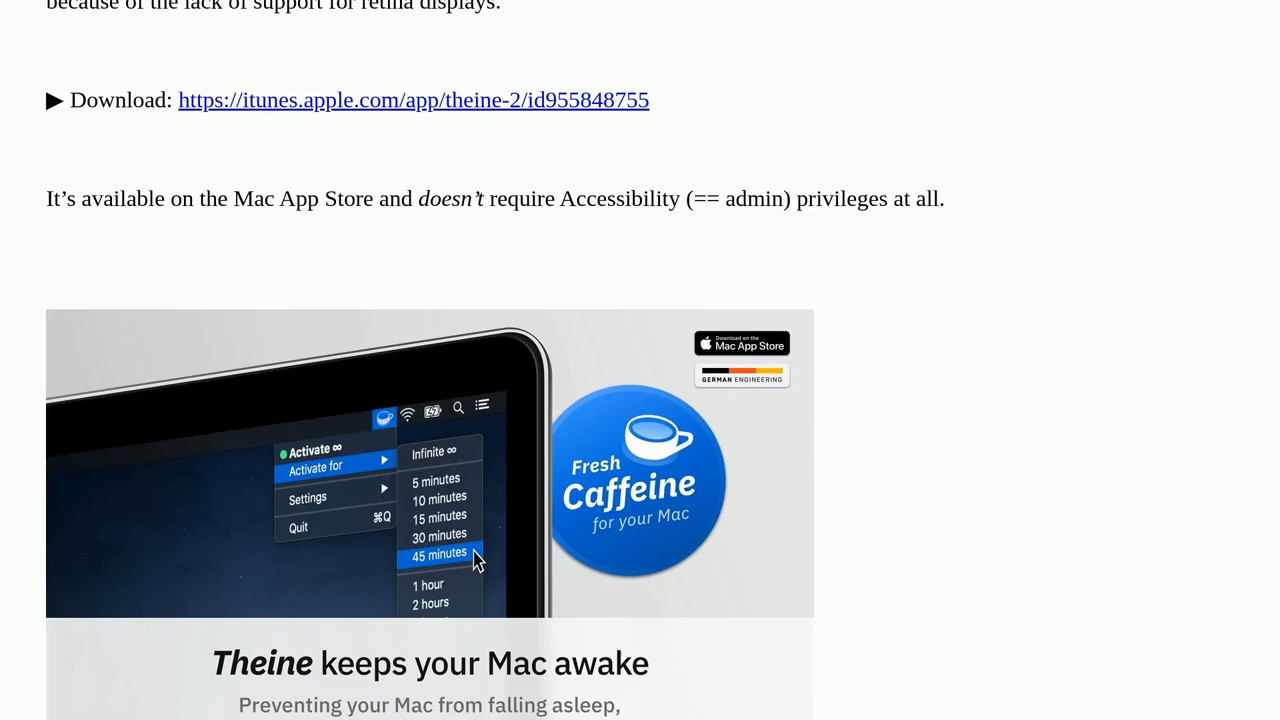 because of the lack of support for retina displays.
▶ Download: https://itunes.apple.com/app/theine-2/id955848755
It’s available on the Mac App Store and doesn’t require Accessibility (== admin) privileges at all.
Download on the
Mac App Store
GERMAN ENGINEERING
Activate ∞
Activate for
Settings
Quit ⌘Q
Infinite ∞
5 minutes
10 minutes
15 minutes
30 minutes
45 minutes
1 hour
2 hours
Fresh
Caffeine
for your Mac
Theine keeps your Mac awake
Preventing your Mac from falling asleep,